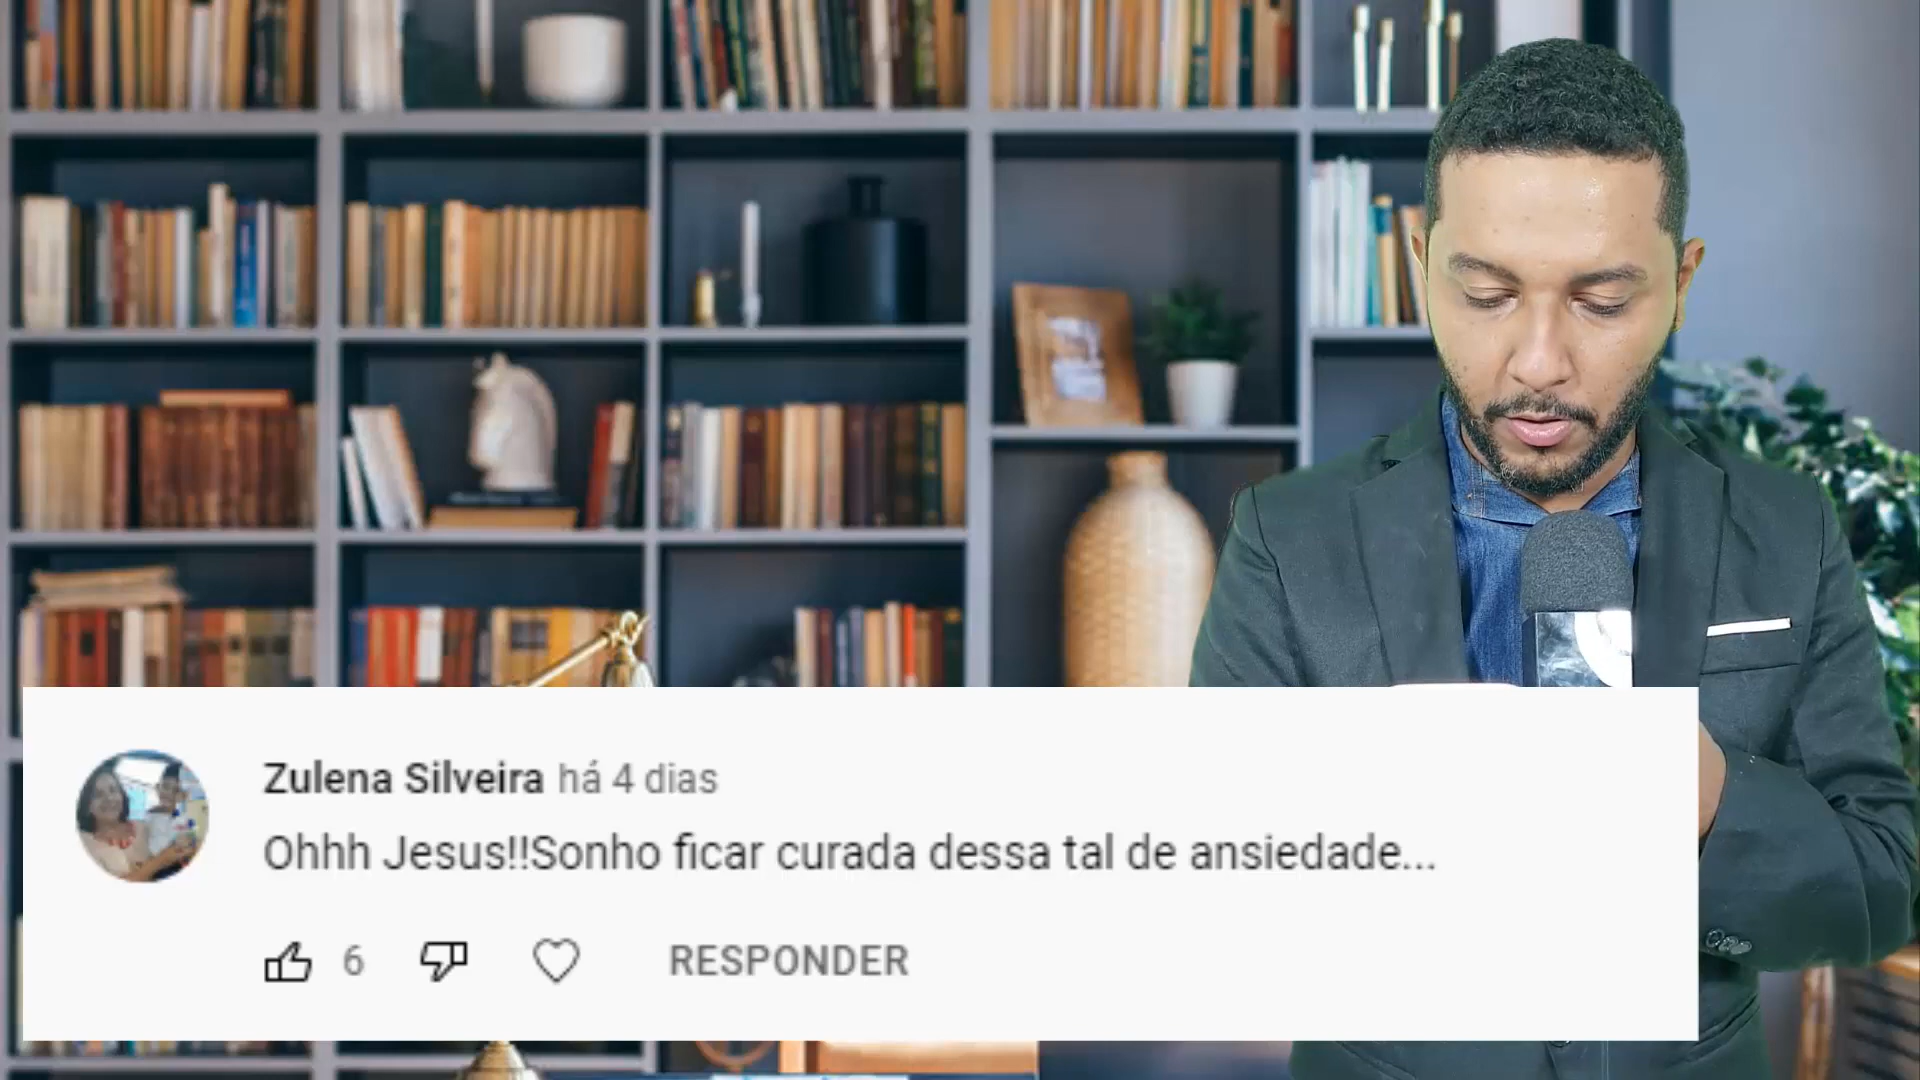 Zulena Silveira há 4 dias
Ohhh Jesus!!Sonho ficar curada dessa tal de ansiedade...
6 RESPONDER